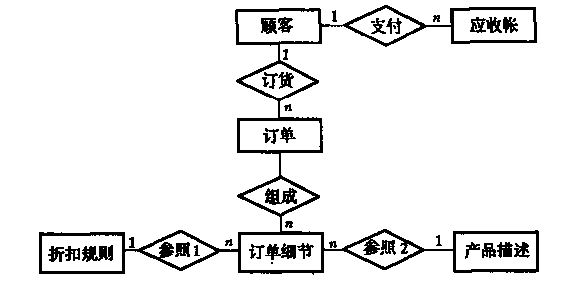 顾客 1 支付 n 应收帐
1
订货
n
订单
组成
n
折扣规则 1 参照1 n 订单细节 n 参照2 1 产品描述